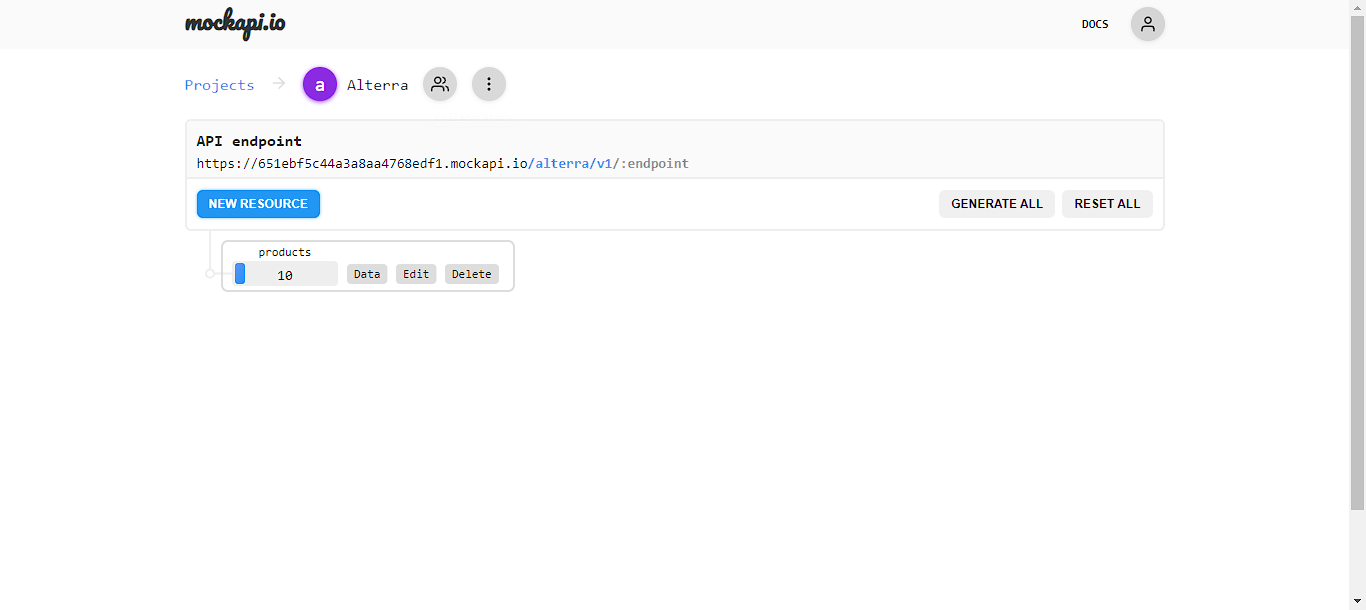 mockapi.io
DOCS
Projects
a
Alterra
API endpoint
https://651ebf5c44a3a8aa4768edf1.mockapi.io/alterra/v1/:endpoint
NEW RESOURCE
GENERATE ALL
RESET ALL
products
10
Data
Edit
Delete